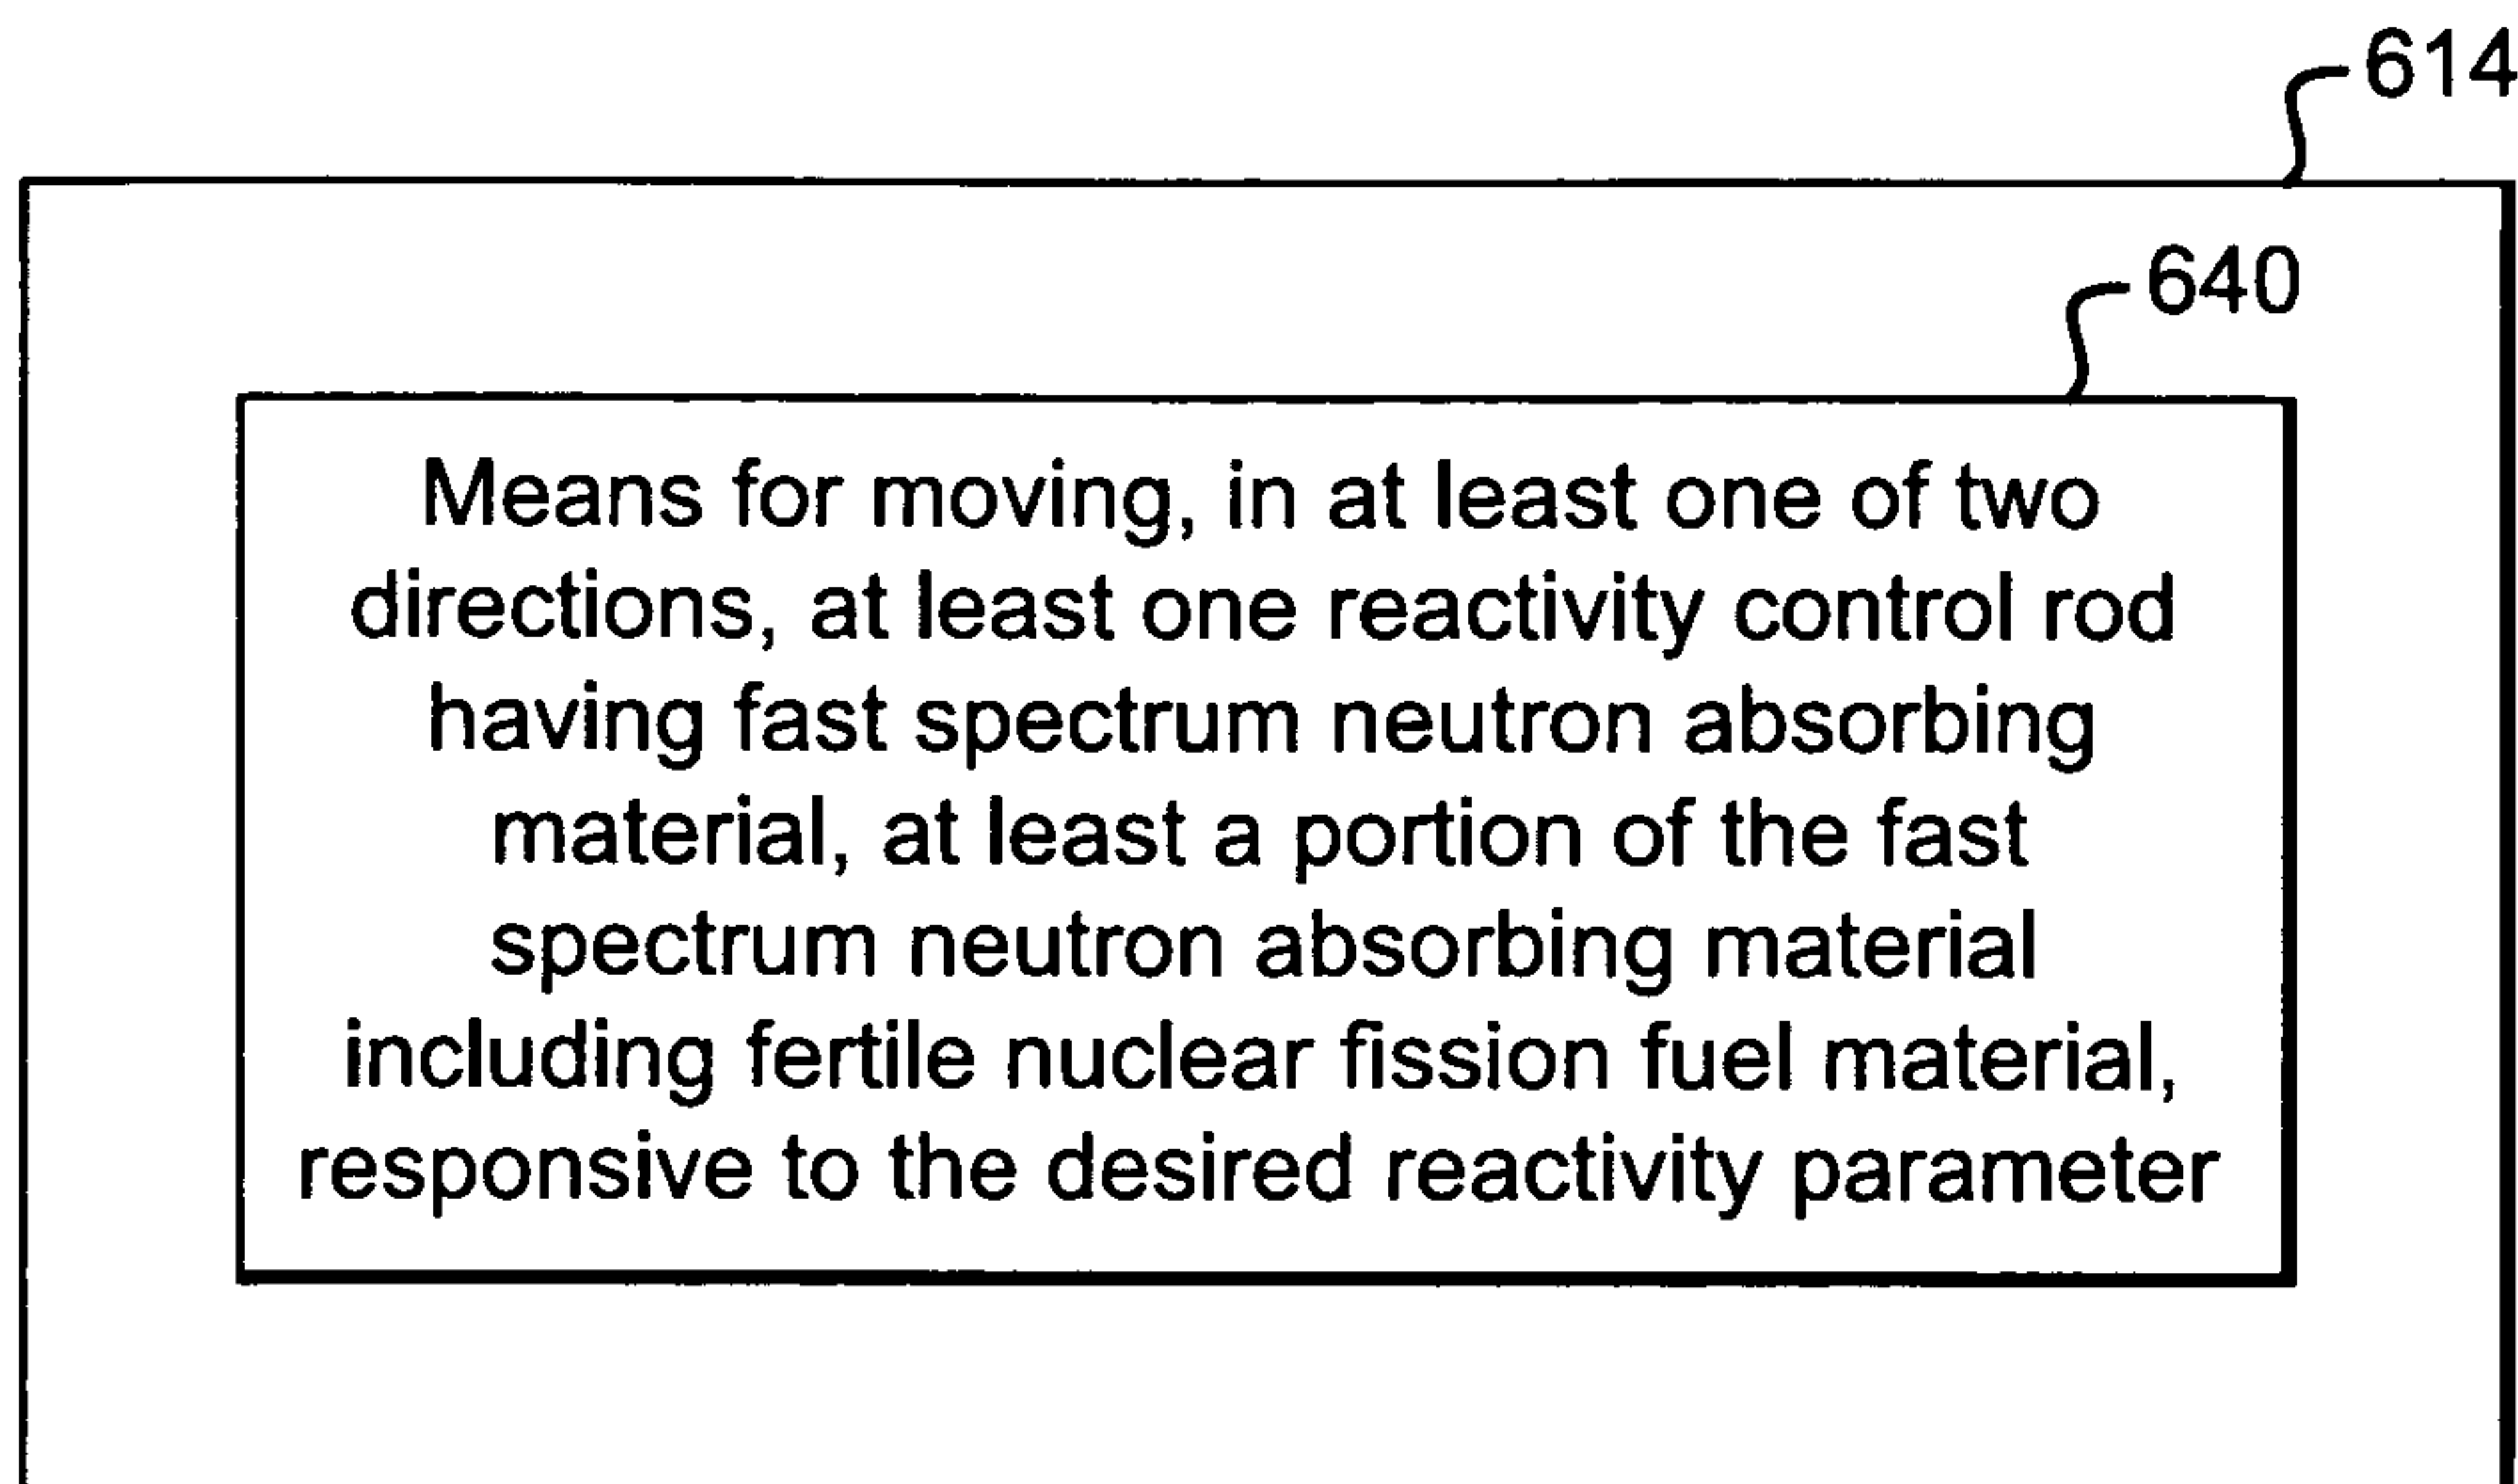 614
640
Means for moving, in at least one of two
directions, at least one reactivity control rod
having fast spectrum neutron absorbing
material, at least a portion of the fast
spectrum neutron absorbing material
including fertile nuclear fission fuel material,
responsive to the desired reactivity parameter